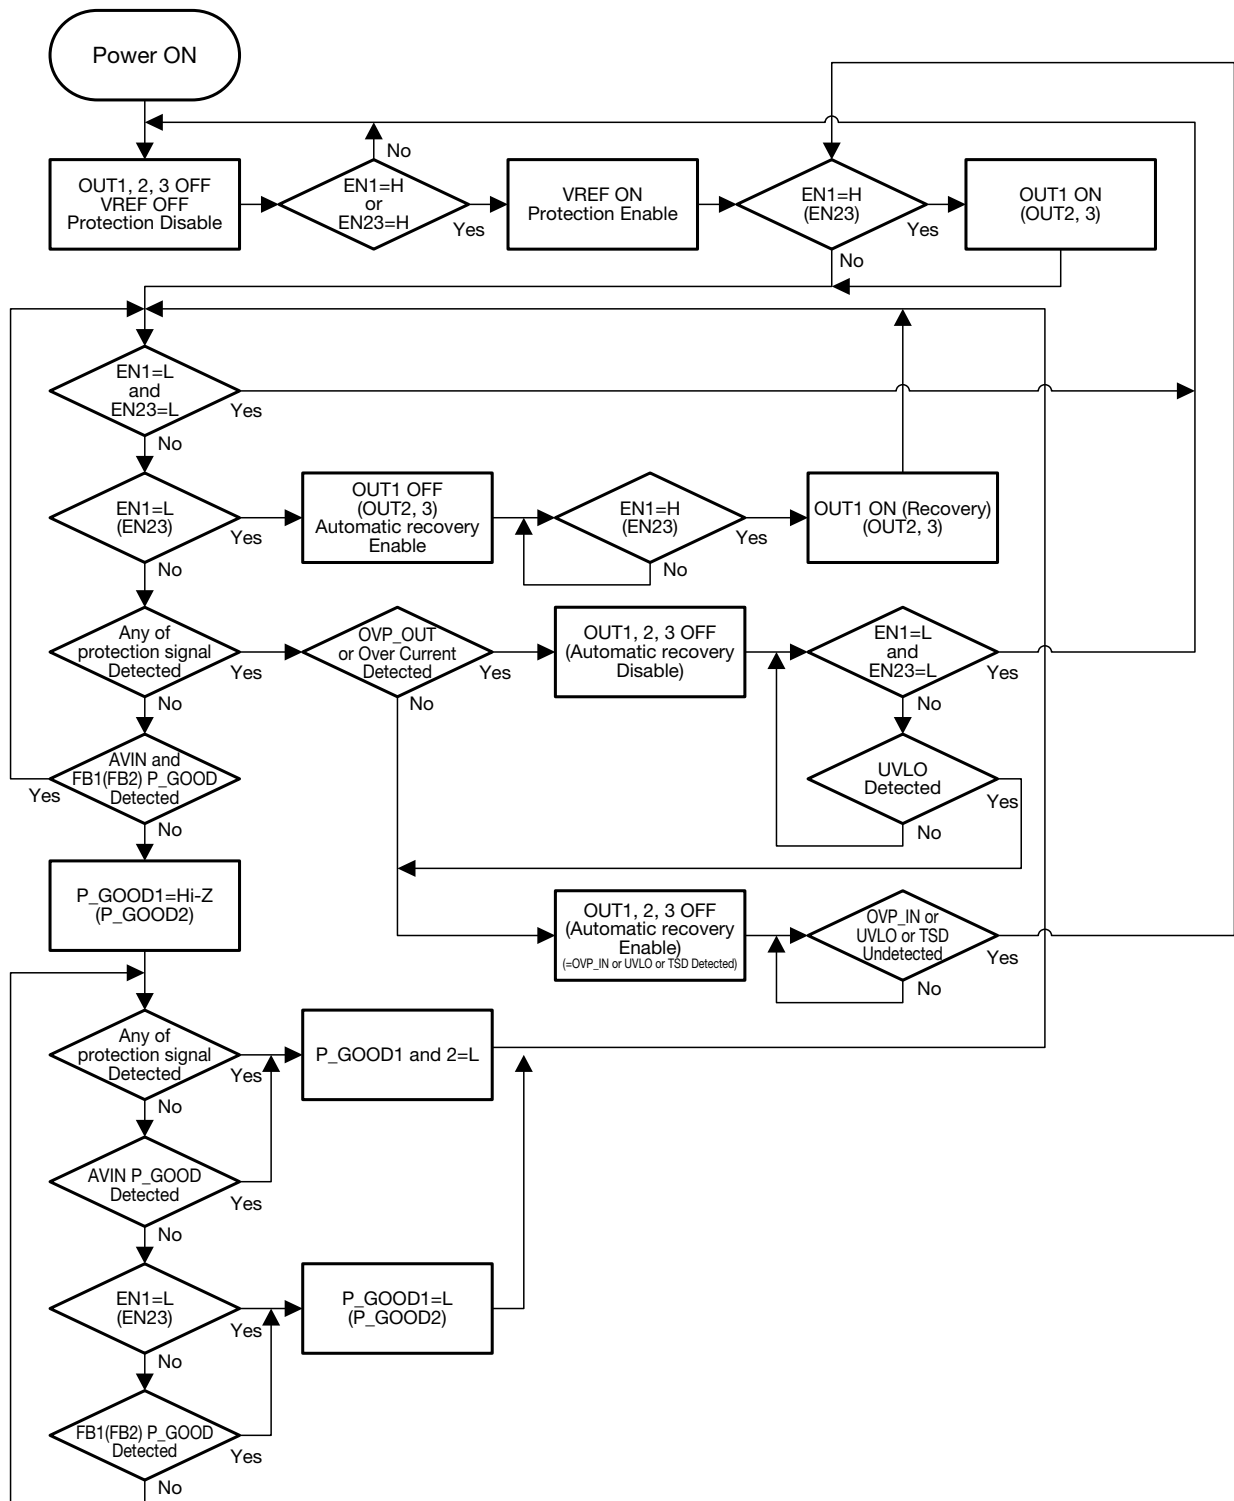 Power ON
OUT1, 2, 3 OFF
VREF OFF
Protection Disable
No
EN1=H
or
EN23=H
Yes
VREF ON
Protection Enable
EN1=H
(EN23)
Yes
No
OUT1 ON
(OUT2, 3)
EN1=L
and
EN23=L
Yes
No
EN1=L
(EN23)
Yes
No
OUT1 OFF
(OUT2, 3)
Automatic recovery
Enable
EN1=H
(EN23)
Yes
No
OUT1 ON (Recovery)
(OUT2, 3)
Any of
protection signal
Detected
Yes
No
OVP_OUT
or Over Current
Detected
Yes
No
OUT1, 2, 3 OFF
(Automatic recovery
Disable)
EN1=L
and
EN23=L
Yes
No
AVIN and
FB1(FB2) P_GOOD
Detected
Yes
No
UVLO
Detected
Yes
No
P_GOOD1=Hi-Z
(P_GOOD2)
OUT1, 2, 3 OFF
(Automatic recovery
Enable)
(=OVP_IN or UVLO or TSD Detected)
OVP_IN or
UVLO or TSD
Undetected
Yes
No
Any of
protection signal
Detected
Yes
No
P_GOOD1 and 2=L
AVIN P_GOOD
Detected
Yes
No
EN1=L
(EN23)
Yes
No
P_GOOD1=L
(P_GOOD2)
FB1(FB2) P_GOOD
Detected
Yes
No